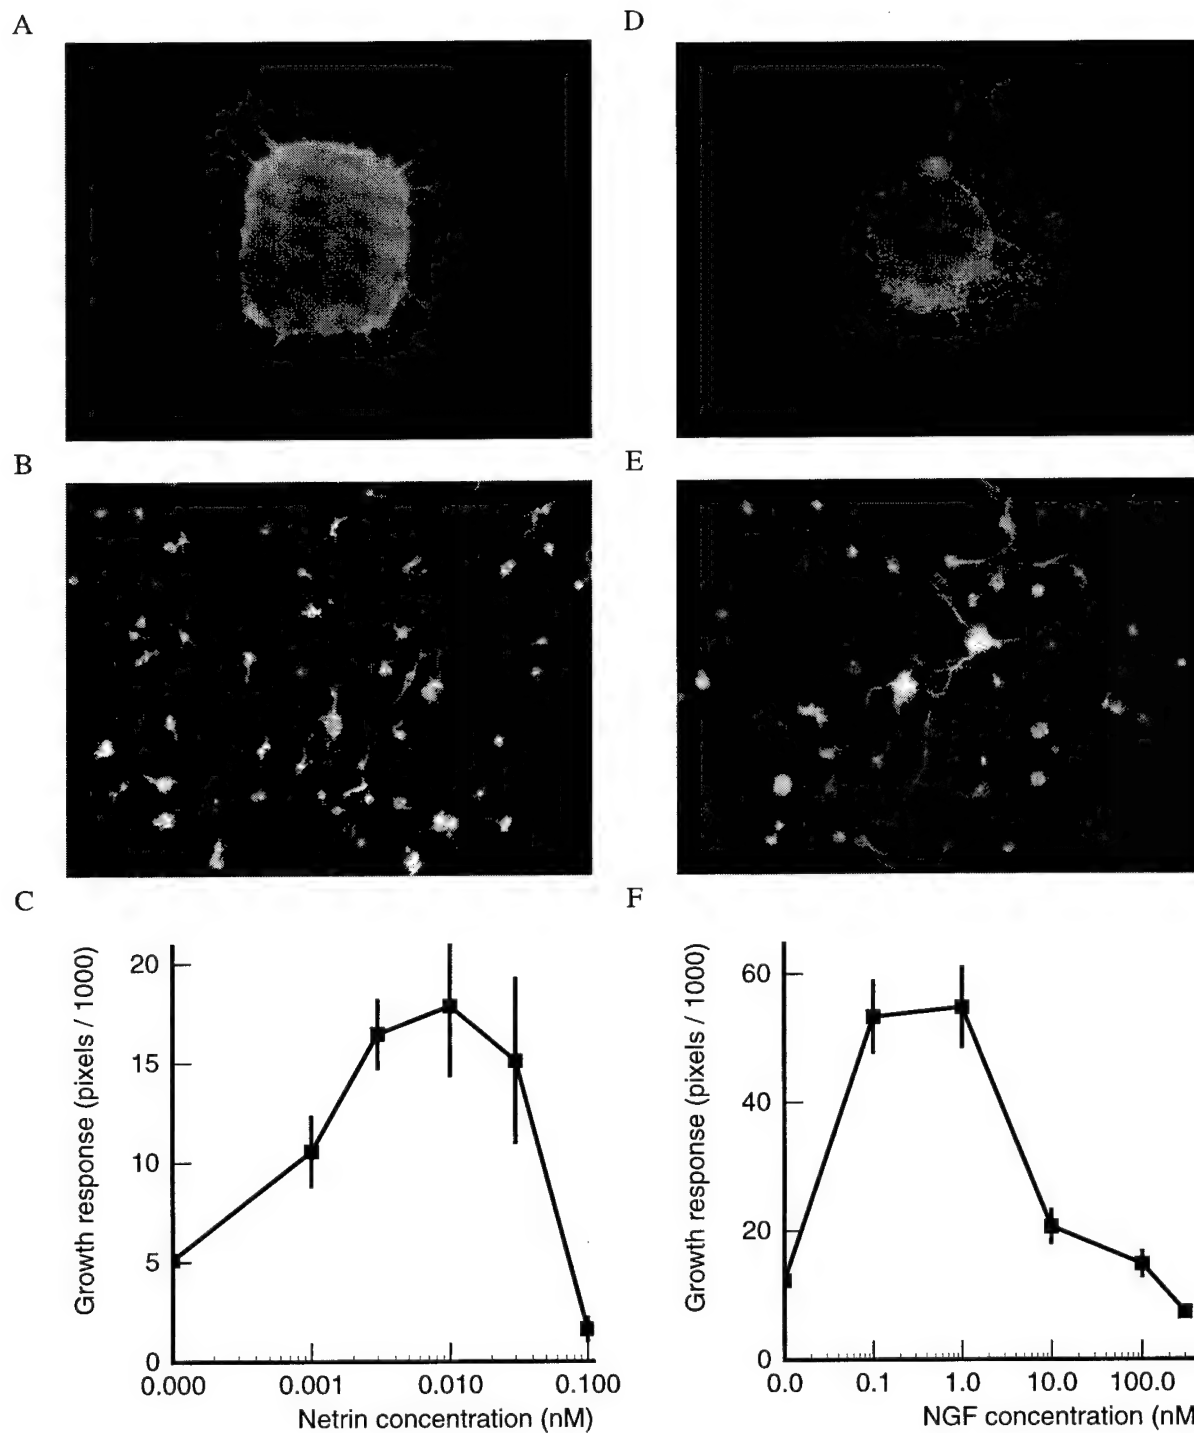 A
D
B
E
C
Growth response (pixels / 1000)
20
15
10
5
0
0.000 0.001 0.010 0.100
Netrin concentration (nM)
F
Growth response (pixels / 1000)
60
40
20
0
0.0 0.1 1.0 10.0 100.0
NGF concentration (nM